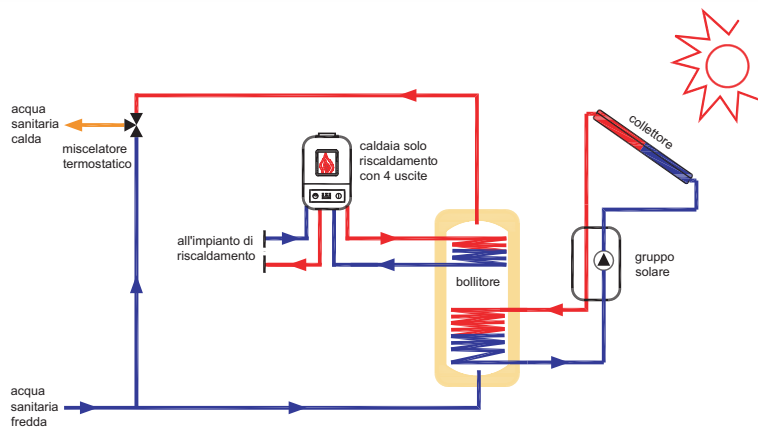 acqua
sanitaria
calda
miscelatore
termostatico
caldaia solo
riscaldamento
con 4 uscite
collettore
all'impianto di
riscaldamento
gruppo
solare
bollitore
acqua
sanitaria
fredda